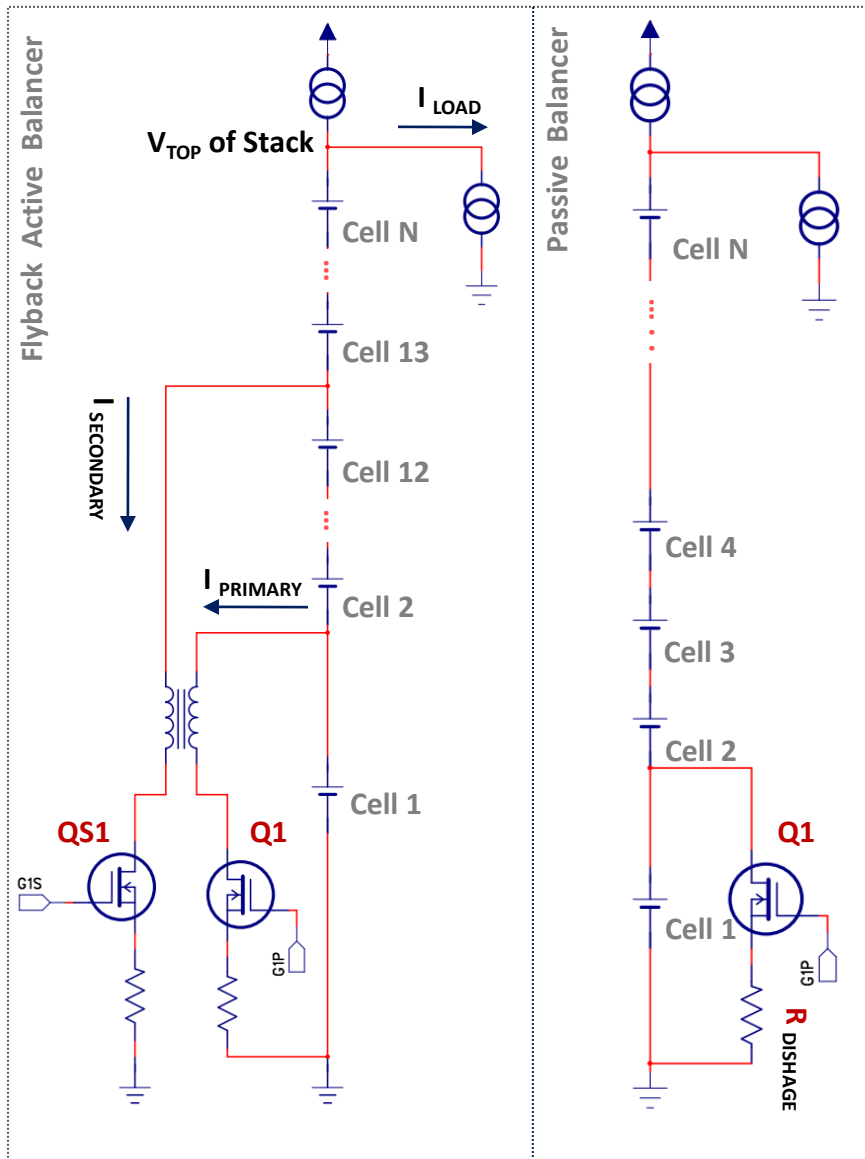 Flyback Active Balancer
I LOAD
V TOP of Stack
Cell N
Cell 13
I SECONDARY
Cell 12
I PRIMARY
Cell 2
Cell 1
QS1
Q1
G1S
G1P
Passive Balancer
Cell N
Cell 4
Cell 3
Cell 2
Q1
Cell 1
G1P
R DISHAGE